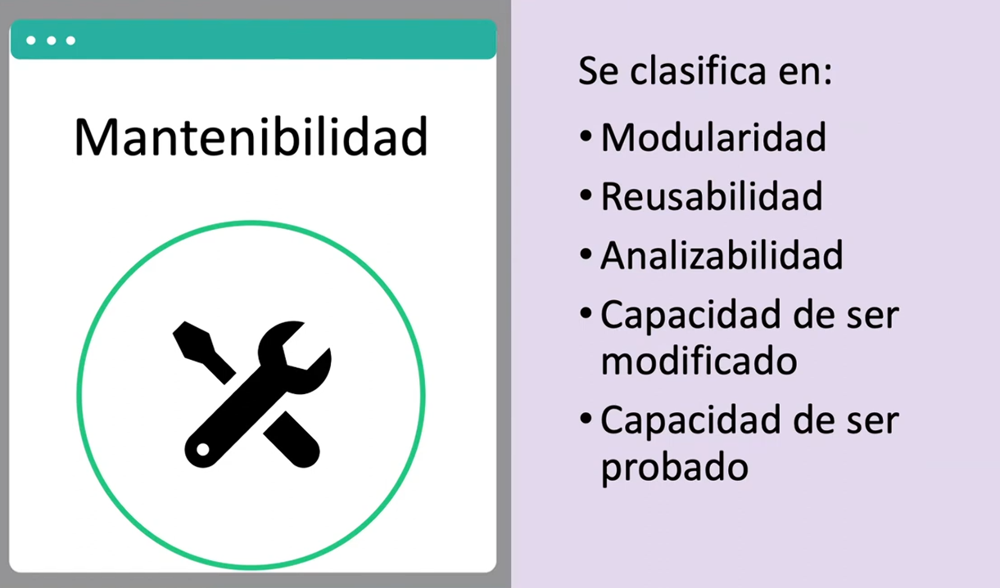 Mantenibilidad
Se clasifica en:
• Modularidad
• Reusabilidad
• Analizabilidad
• Capacidad de ser
modificado
• Capacidad de ser
probado